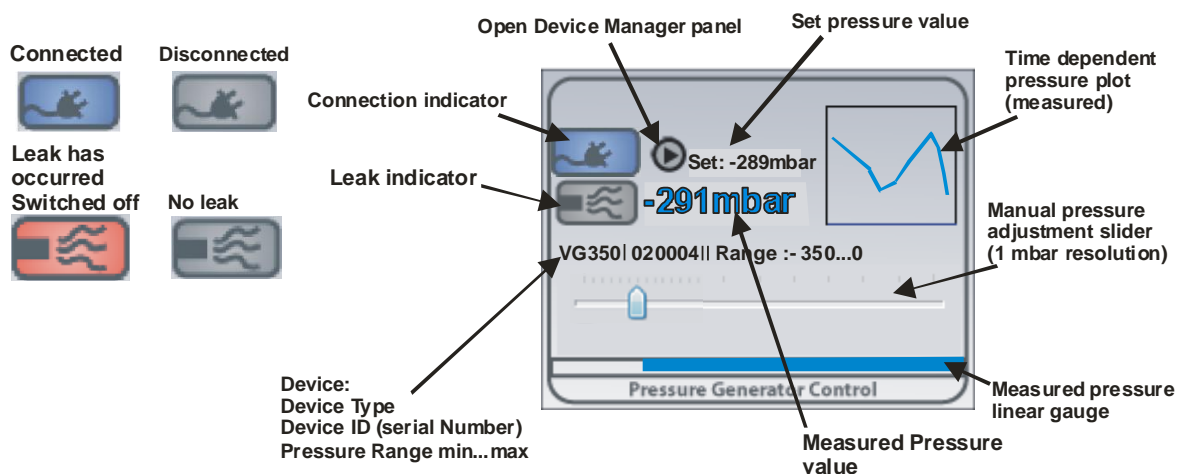 Connected
Disconnected
Leak has
occurred
Switched off
No leak
Open Device Manager panel
Set pressure value
Time dependent
pressure plot
(measured)
Connection indicator
Leak indicator
Set: -289mbar
-291mbar
VG350| 020004|| Range :- 350...0
Manual pressure
adjustment slider
(1 mbar resolution)
Pressure Generator Control
Device:
Device Type
Device ID (serial Number)
Pressure Range min...max
Measured pressure
linear gauge
Measured Pressure
value